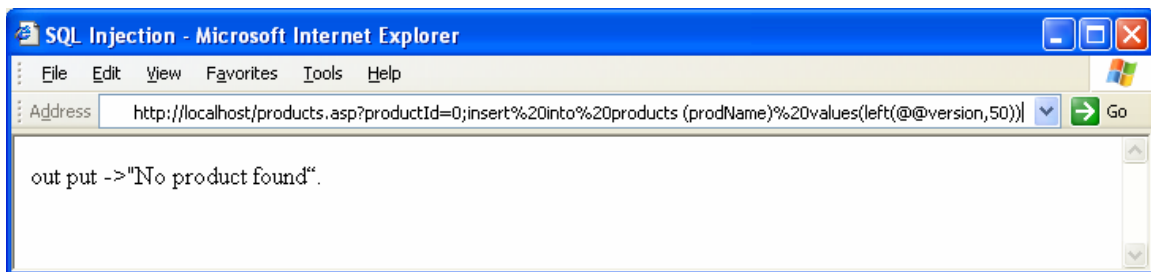 SQL Injection - Microsoft Internet Explorer
File Edit View Favorites Tools Help
Address http://localhost/products.asp?productId=0;insert%20into%20products (prodName)%20values(left(@@version,50)) Go
out put ->"No product found“.